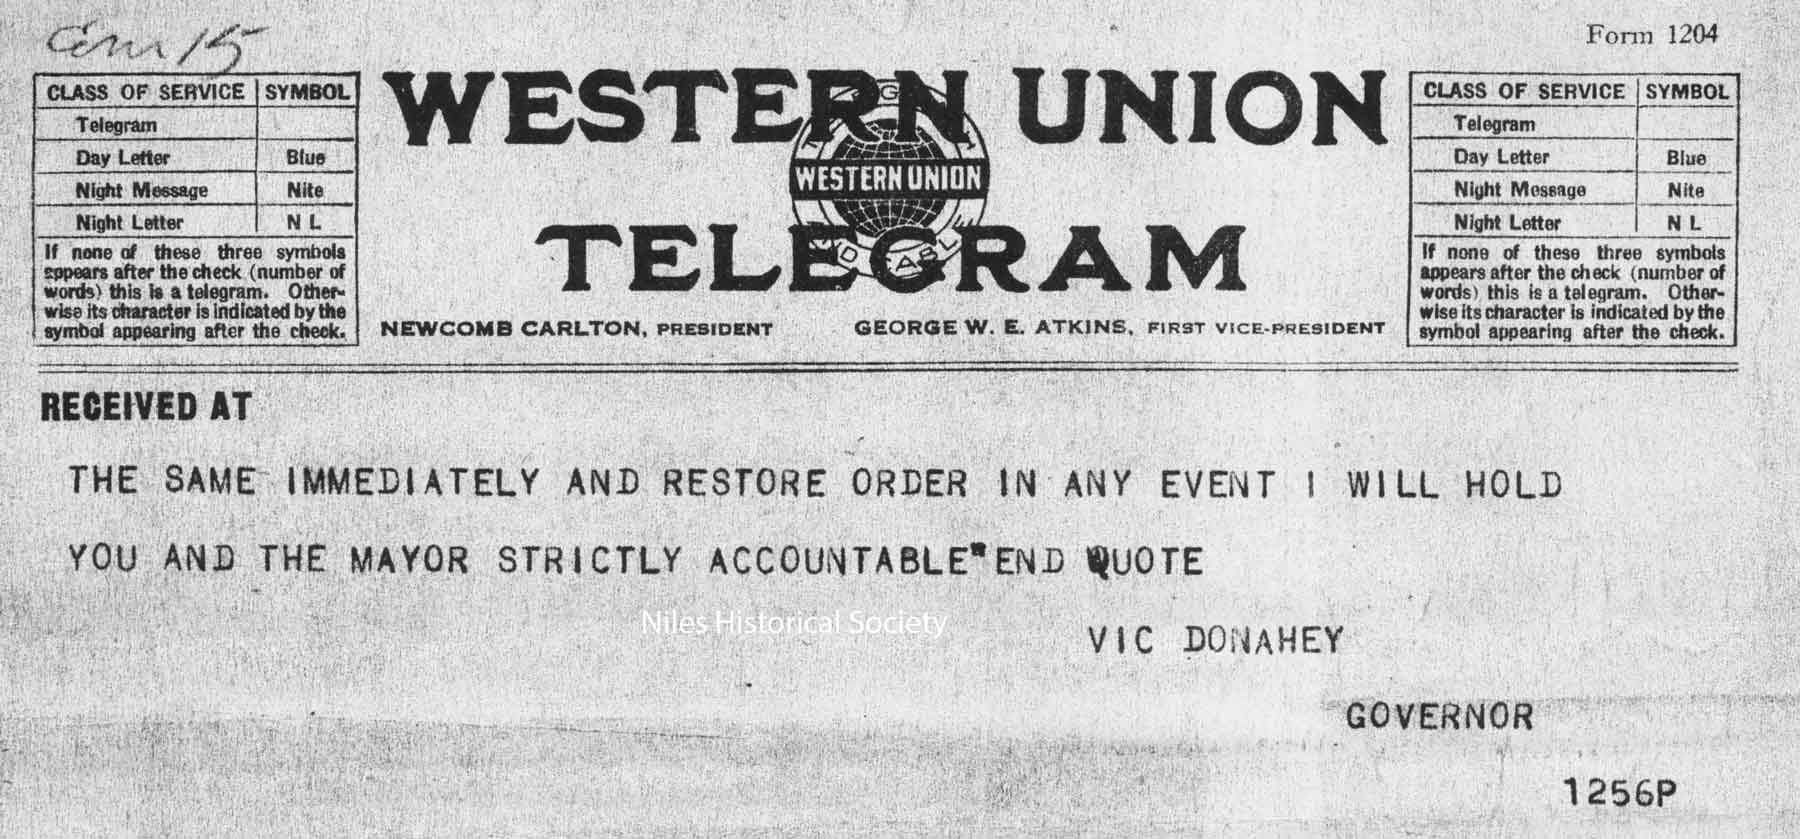 Form 1204
CLASS OF SERVICE SYMBOL
Telegram
Day Letter Blue
Night Message Nite
Night Letter N L
If none of these three symbols
appears after the check (number of
words) this is a telegram. Other-
wise its character is indicated by the
symbol appearing after the check.
WESTERN UNION
WESTERN UNION
TELEGRAM
NEWCOMB CARLTON, PRESIDENT
GEORGE W. E. ATKINS, FIRST VICE-PRESIDENT
CLASS OF SERVICE SYMBOL
Telegram
Day Letter Blue
Night Message Nite
Night Letter N L
If none of these three symbols
appears after the check (number of
words) this is a telegram. Other-
wise its character is indicated by the
symbol appearing after the check.
RECEIVED AT
THE SAME IMMEDIATELY AND RESTORE ORDER IN ANY EVENT I WILL HOLD
YOU AND THE MAYOR STRICTLY ACCOUNTABLE" END QUOTE
Niles Historical Society
VIC DONAHEY
GOVERNOR
1256P